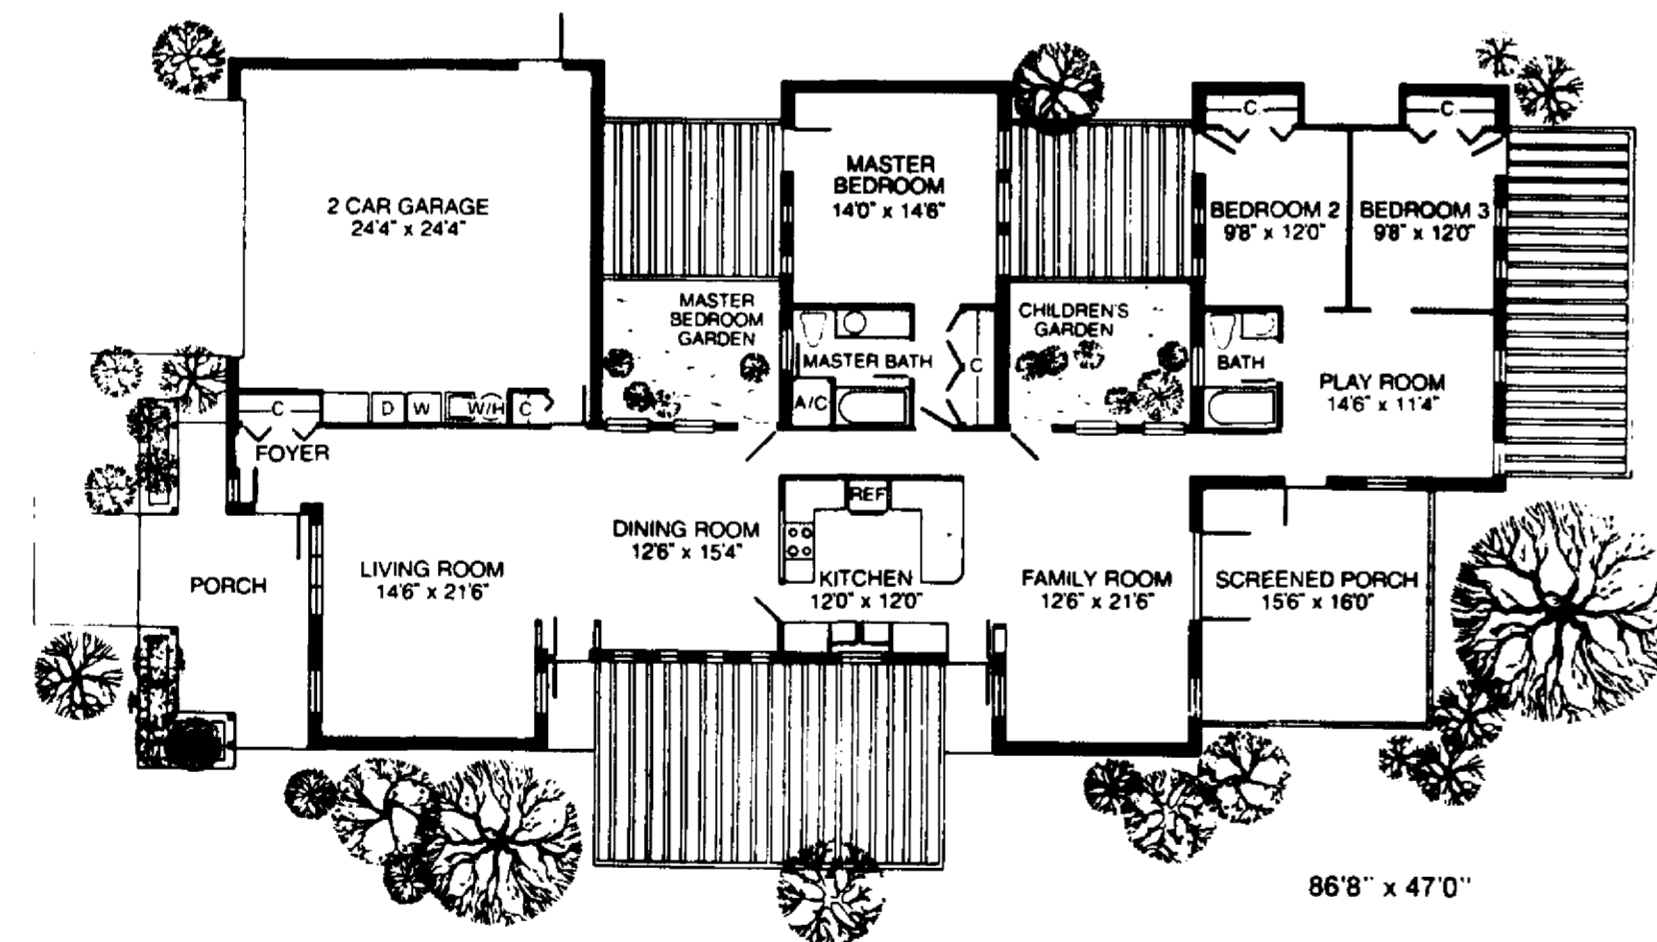 2 CAR GARAGE
24'4" x 24'4"
MASTER
BEDROOM
14'0" x 14'6"
C
C
BEDROOM 2
9'8" x 12'0"
BEDROOM 3
9'8" x 12'0"
MASTER
BEDROOM
GARDEN
CHILDREN'S
GARDEN
MASTER BATH
C
BATH
A/C
PLAY ROOM
14'6" x 11'4"
C
D
W
W/H
C
FOYER
REF
DINING ROOM
12'6" x 15'4"
PORCH
LIVING ROOM
14'6" x 21'6"
KITCHEN
12'0" x 12'0"
FAMILY ROOM
12'6" x 21'6"
SCREENED PORCH
15'6" x 16'0"
86'8" x 47'0"